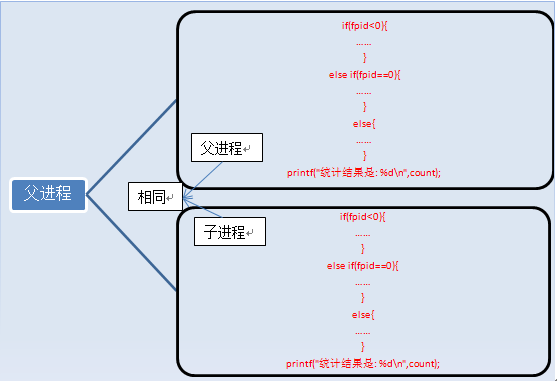 if(fpid<0){
……
}
else if(fpid==0){
……
}
else{
……
}
printf("统计结果是: %d\n",count);
父进程
父进程
相同
子进程
if(fpid<0){
……
}
else if(fpid==0){
……
}
else{
……
}
printf("统计结果是: %d\n",count);